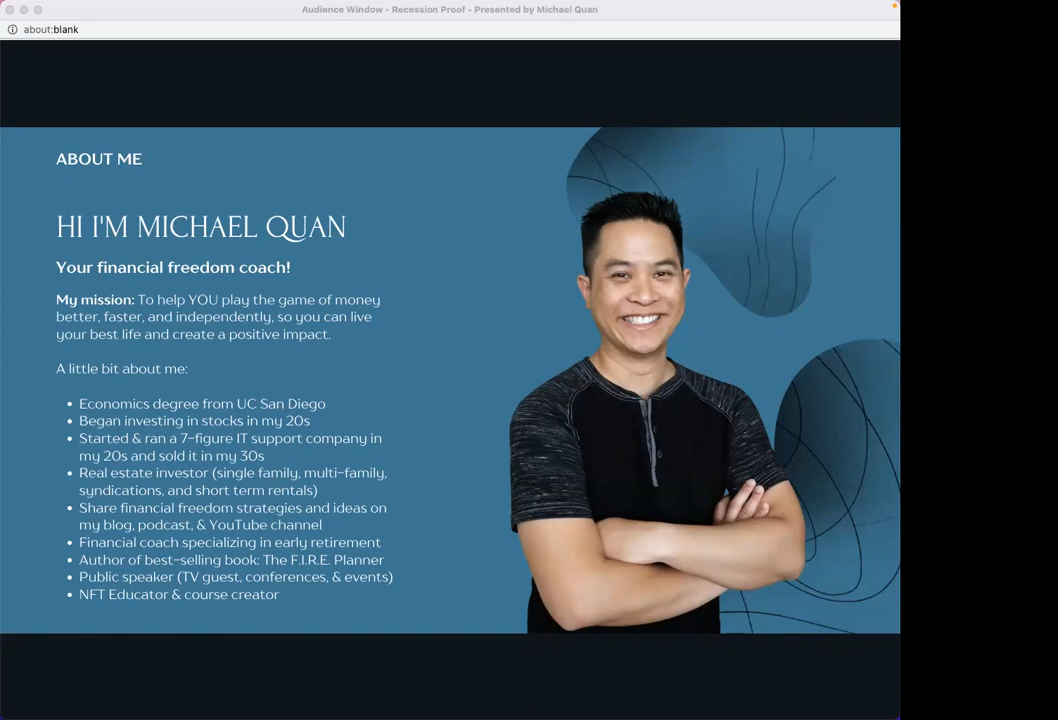 Audience Window - Recession Proof - Presented by Michael Quan
about:blank
ABOUT ME
HI I'M MICHAEL QUAN
Your financial freedom coach!
My mission: To help YOU play the game of money
better, faster, and independently, so you can live
your best life and create a positive impact.
A little bit about me:
• Economics degree from UC San Diego
• Began investing in stocks in my 20s
• Started & ran a 7-figure IT support company in
my 20s and sold it in my 30s
• Real estate investor (single family, multi-family,
syndications, and short term rentals)
• Share financial freedom strategies and ideas on
my blog, podcast, & YouTube channel
• Financial coach specializing in early retirement
• Author of best-selling book: The F.I.R.E. Planner
• Public speaker (TV guest, conferences, & events)
• NFT Educator & course creator